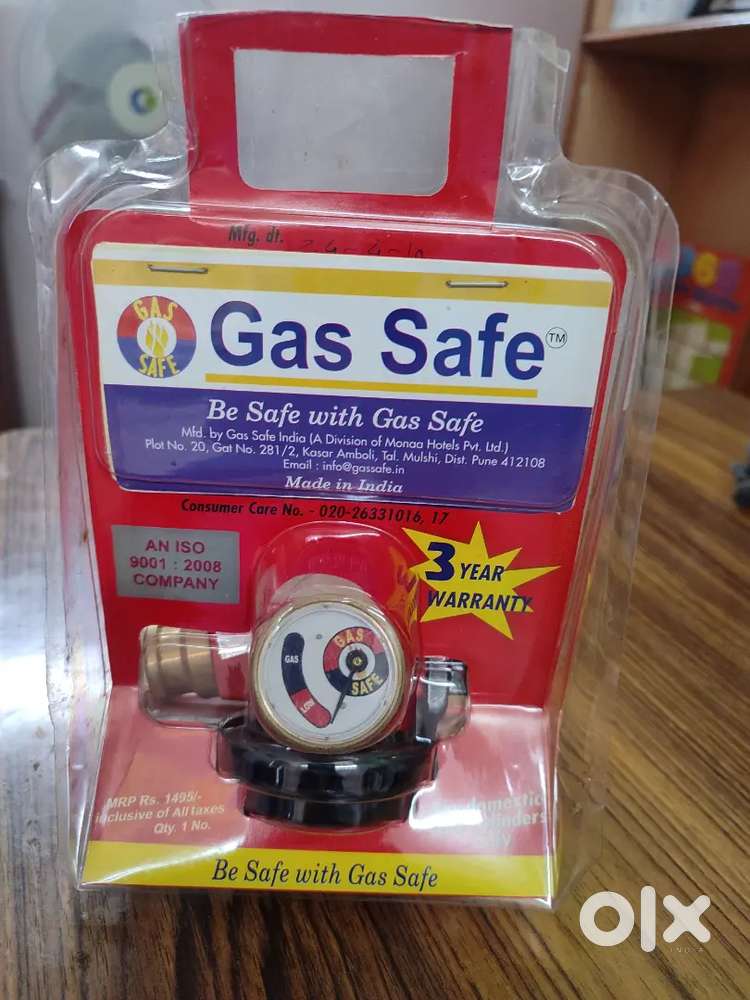 Mfg. dt.
GAS SAFE
Gas Safe™
Be Safe with Gas Safe
Mfd. by Gas Safe India (A Division of Monaa Hotels Pvt. Ltd.)
Plot No. 20, Gat No. 281/2, Kasar Amboli, Tal. Mulshi, Dist. Pune 412108
Email : info@gassafe.in
Made in India
Consumer Care No. - 020-26331016, 17
AN ISO
9001 : 2008
COMPANY
3 YEAR
WARRANTY
GAS
LOW
GAS SAFE
MRP Rs. 1495/-
inclusive of All taxes
Qty. 1 No.
domestic
Be Safe with Gas Safe
olx
INDIA